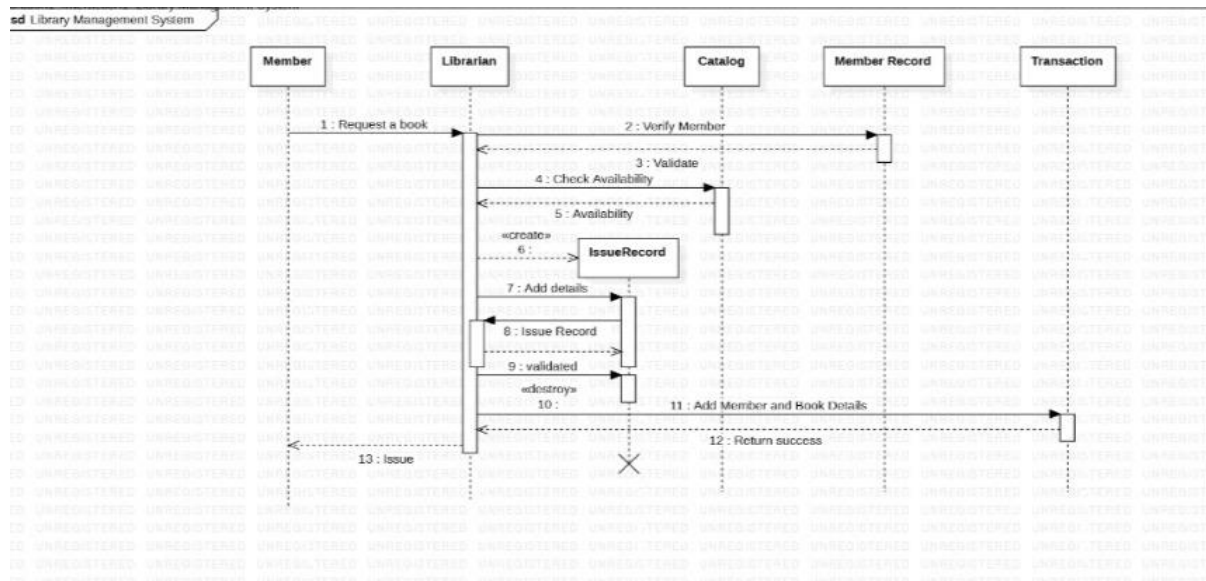 sd Library Management System
Member
Librarian
Catalog
Member Record
Transaction
1 : Request a book
2 : Verify Member
3 : Validate
4 : Check Availability
5 : Availability
«create»
6 :
IssueRecord
7 : Add details
8 : Issue Record
9 : validated
«destroy»
10 :
11 : Add Member and Book Details
12 : Return success
13 : Issue
UNREGISTERED